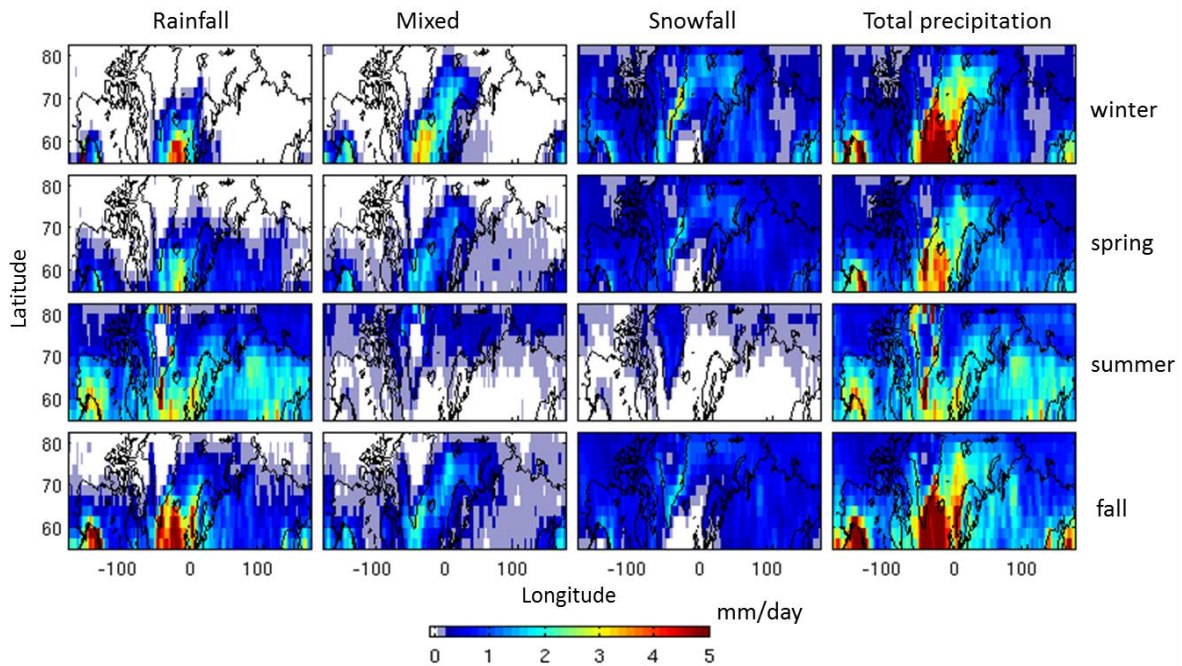 Rainfall Mixed Snowfall Total precipitation
80
70
60
winter
80
70
60
spring
Latitude
80
70
60
summer
80
70
60
fall
-100 0 100 -100 0 100 -100 0 100 -100 0 100
Longitude
mm/day
0 1 2 3 4 5